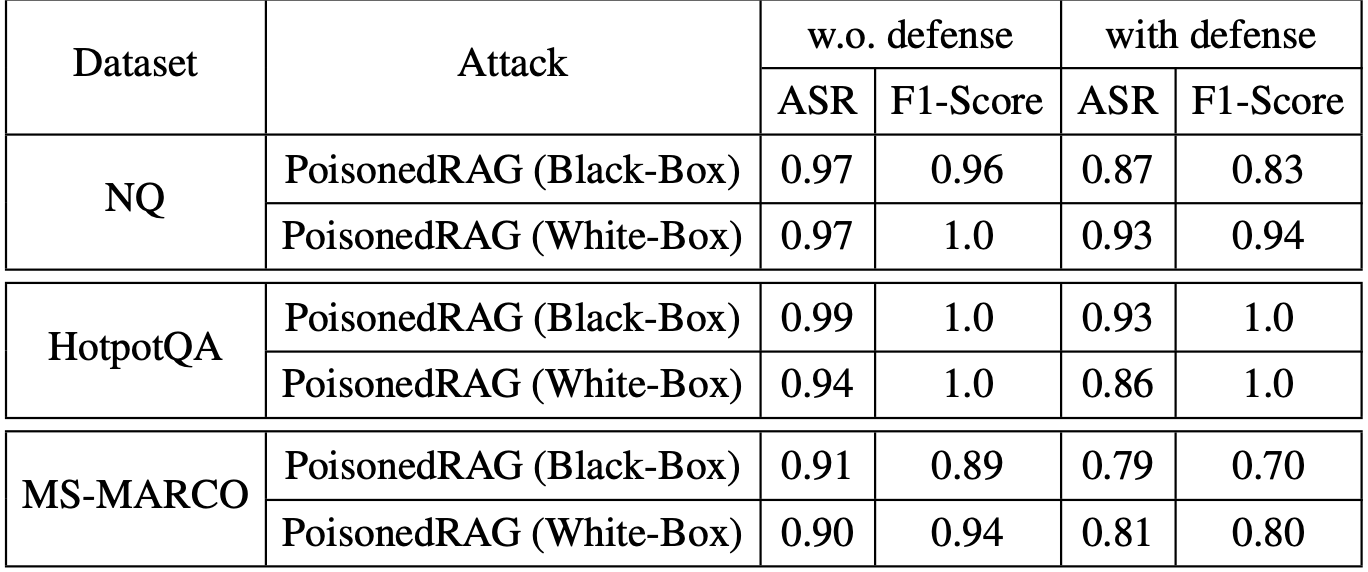 Dataset Attack w.o. defense with defense
ASR F1-Score ASR F1-Score
NQ PoisonedRAG (Black-Box) 0.97 0.96 0.87 0.83
PoisonedRAG (White-Box) 0.97 1.0 0.93 0.94
HotpotQA PoisonedRAG (Black-Box) 0.99 1.0 0.93 1.0
PoisonedRAG (White-Box) 0.94 1.0 0.86 1.0
MS-MARCO PoisonedRAG (Black-Box) 0.91 0.89 0.79 0.70
PoisonedRAG (White-Box) 0.90 0.94 0.81 0.80